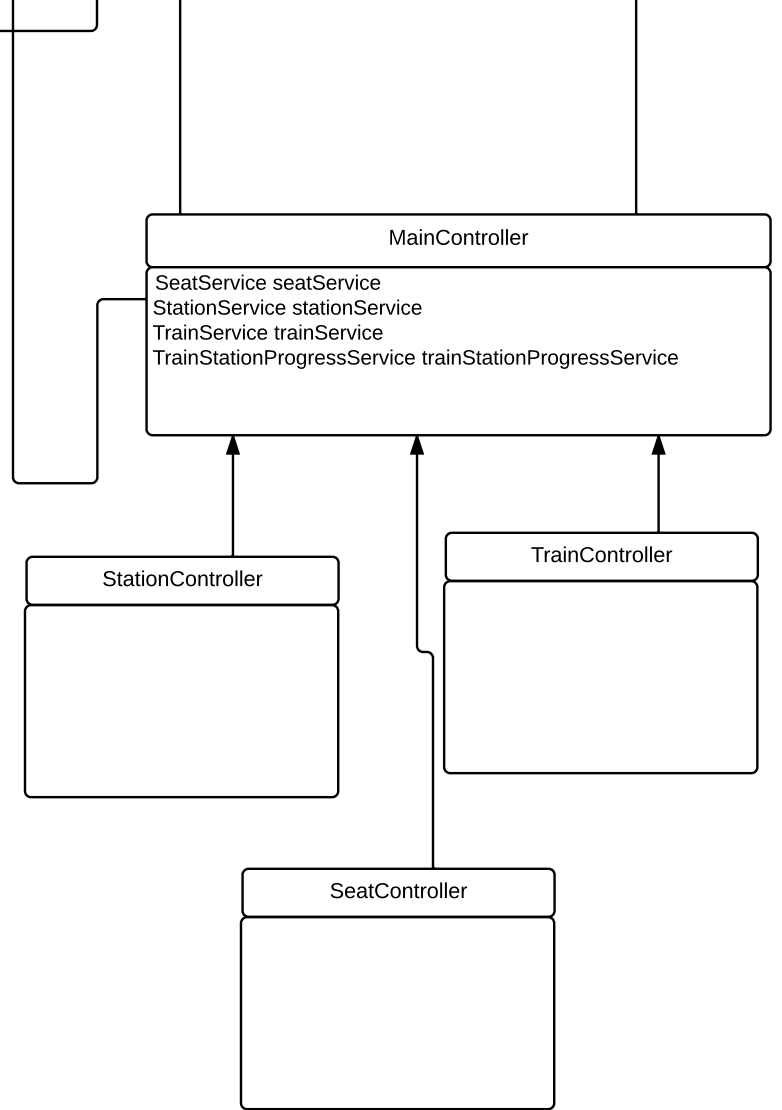 MainController
SeatService seatService
StationService stationService
TrainService trainService
TrainStationProgressService trainStationProgressService
TrainController
StationController
SeatController